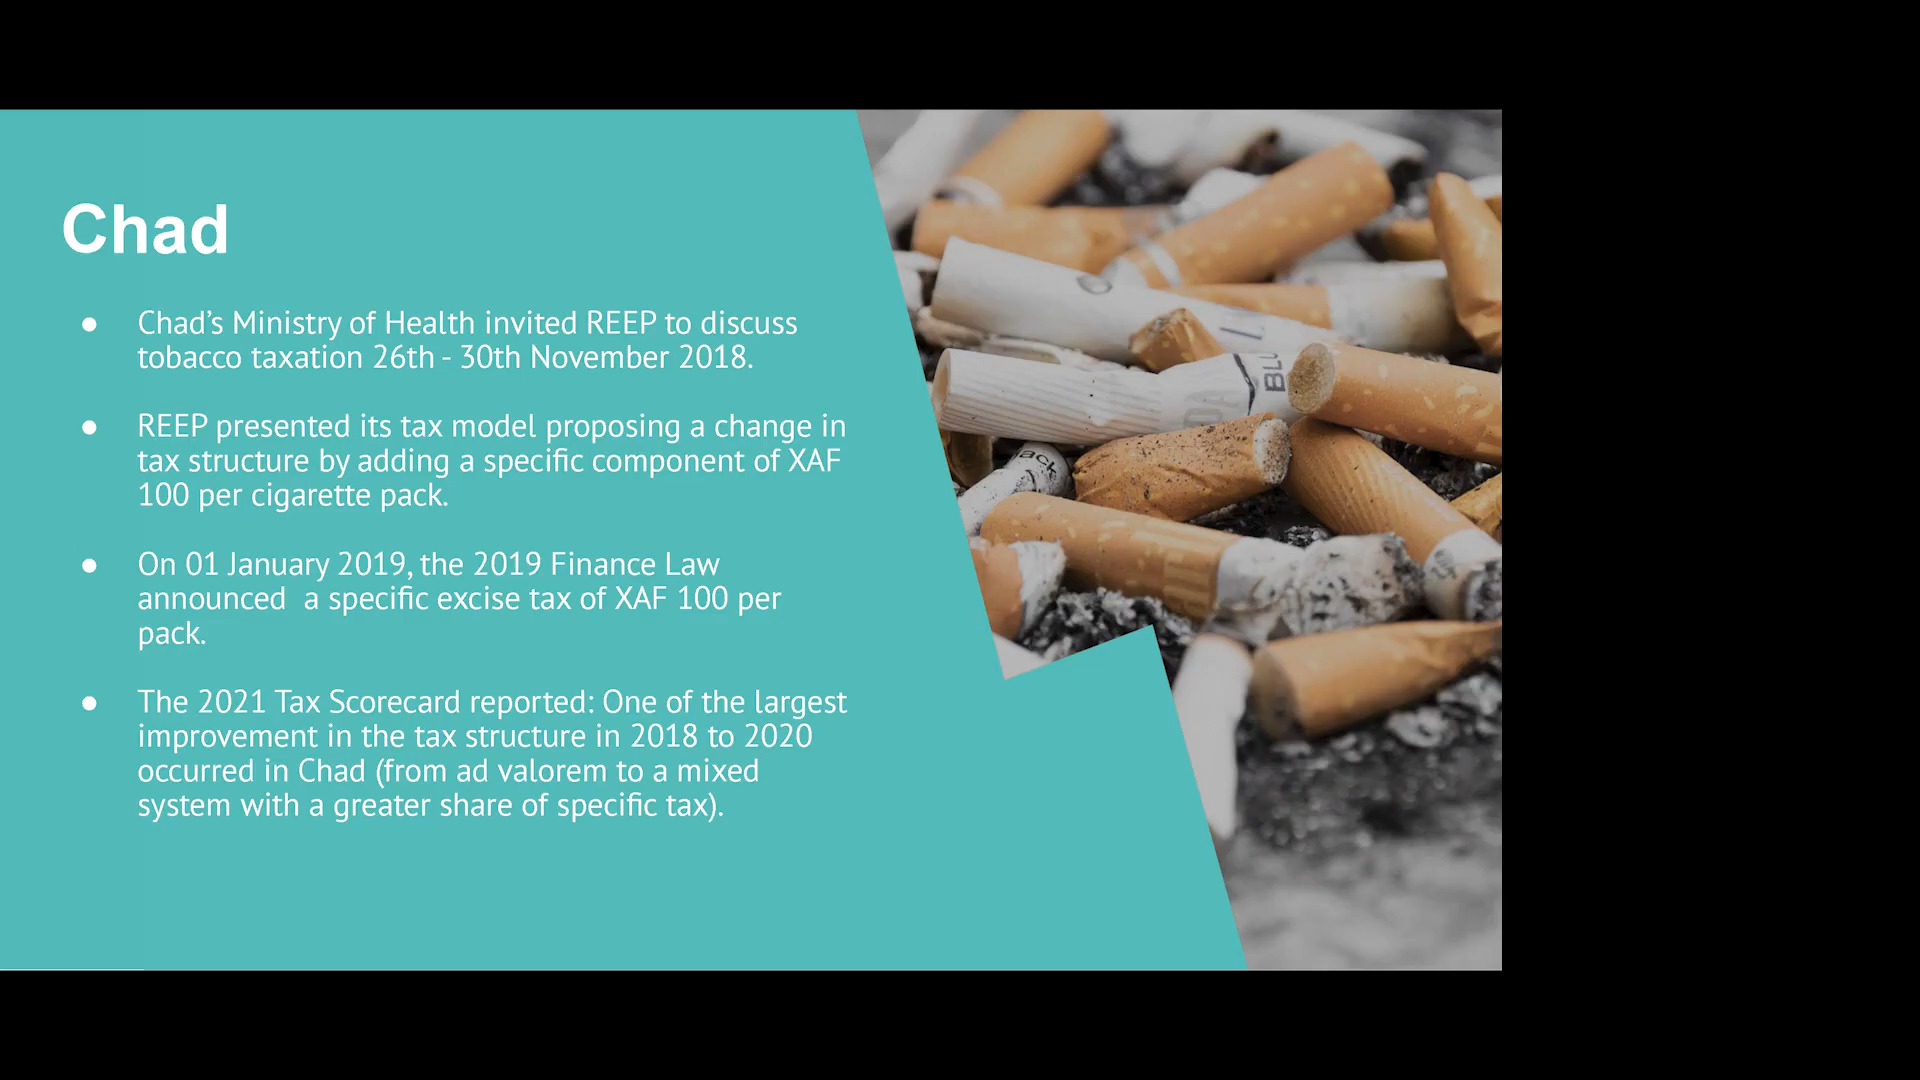 Chad
● Chad’s Ministry of Health invited REEP to discuss
tobacco taxation 26th - 30th November 2018.
● REEP presented its tax model proposing a change in
tax structure by adding a specific component of XAF
100 per cigarette pack.
● On 01 January 2019, the 2019 Finance Law
announced  a specific excise tax of XAF 100 per
pack.
● The 2021 Tax Scorecard reported: One of the largest
improvement in the tax structure in 2018 to 2020
occurred in Chad (from ad valorem to a mixed
system with a greater share of specific tax).